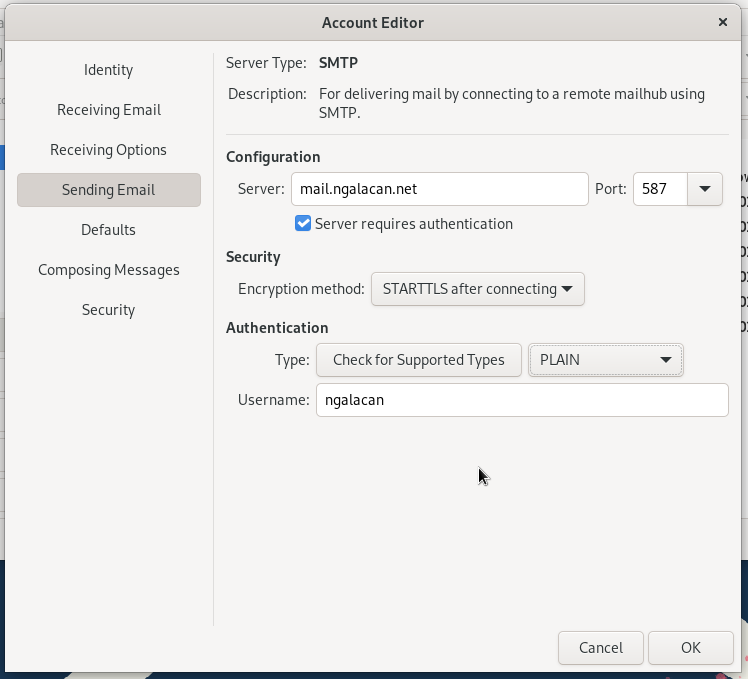 Account Editor
Identity
Receiving Email
Receiving Options
Sending Email
Defaults
Composing Messages
Security
Server Type: SMTP
Description: For delivering mail by connecting to a remote mailhub using
SMTP.
Configuration
Server: mail.ngalacan.net Port: 587
Server requires authentication
Security
Encryption method: STARTTLS after connecting
Authentication
Type: Check for Supported Types PLAIN
Username: ngalacan
Cancel OK